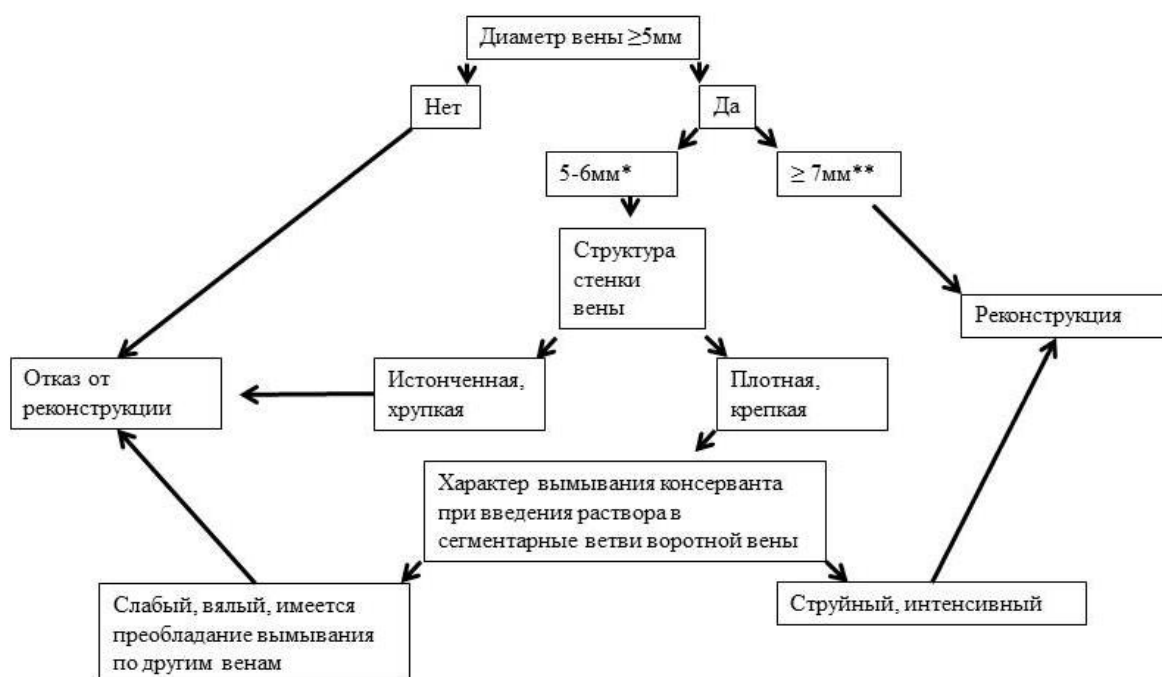 Диаметр вены ≥5мм
Нет
Да
5-6мм*
≥ 7мм**
Структура
стенки
вены
Реконструкция
Отказ от
реконструкции
Истонченная,
хрупкая
Плотная,
крепкая
Характер вымывания консерванта
при введения раствора в
сегментарные ветви воротной вены
Слабый, вялый, имеется
преобладание вымывания
по другим венам
Струйный, интенсивный